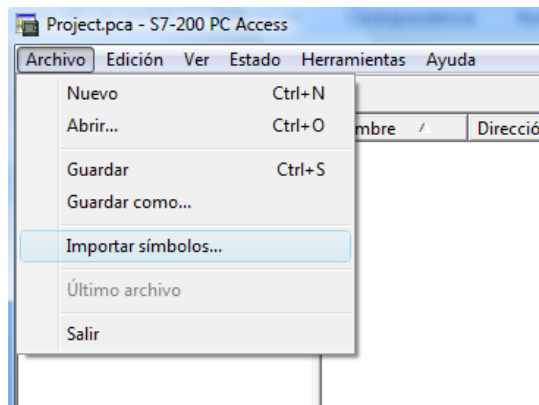 Project.pca - S7-200 PC Access
Archivo Edición Ver Estado Herramientas Ayuda
Nuevo Ctrl+N
Abrir... Ctrl+O
mbre Direcció
Guardar Ctrl+S
Guardar como...
Importar símbolos...
Último archivo
Salir